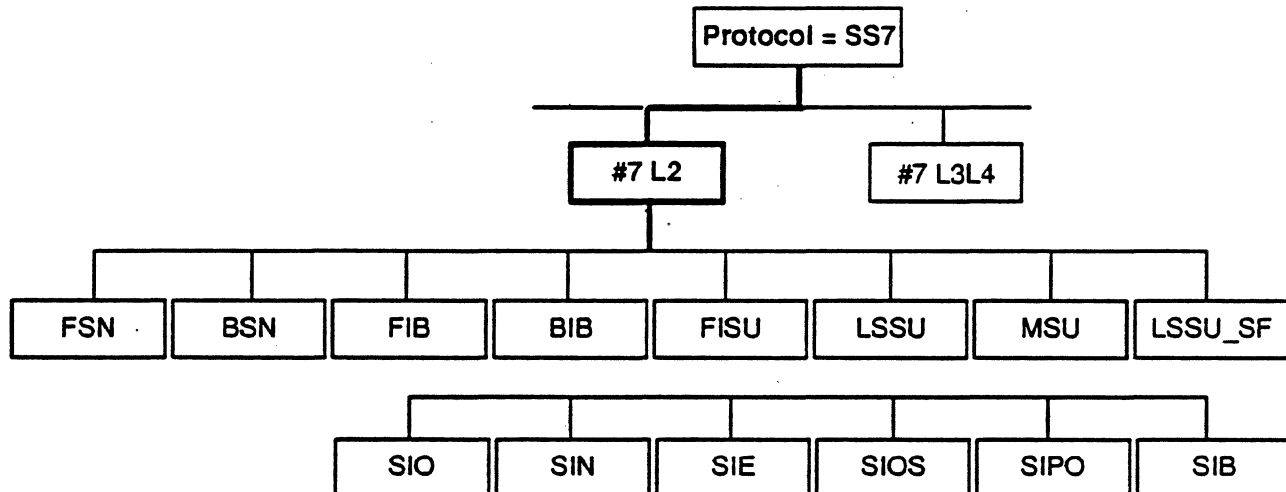 Protocol = SS7
#7 L2
#7 L3L4
FSN
BSN
FIB
BIB
FISU
LSSU
MSU
LSSU_SF
SIO
SIN
SIE
SIOS
SIPO
SIB